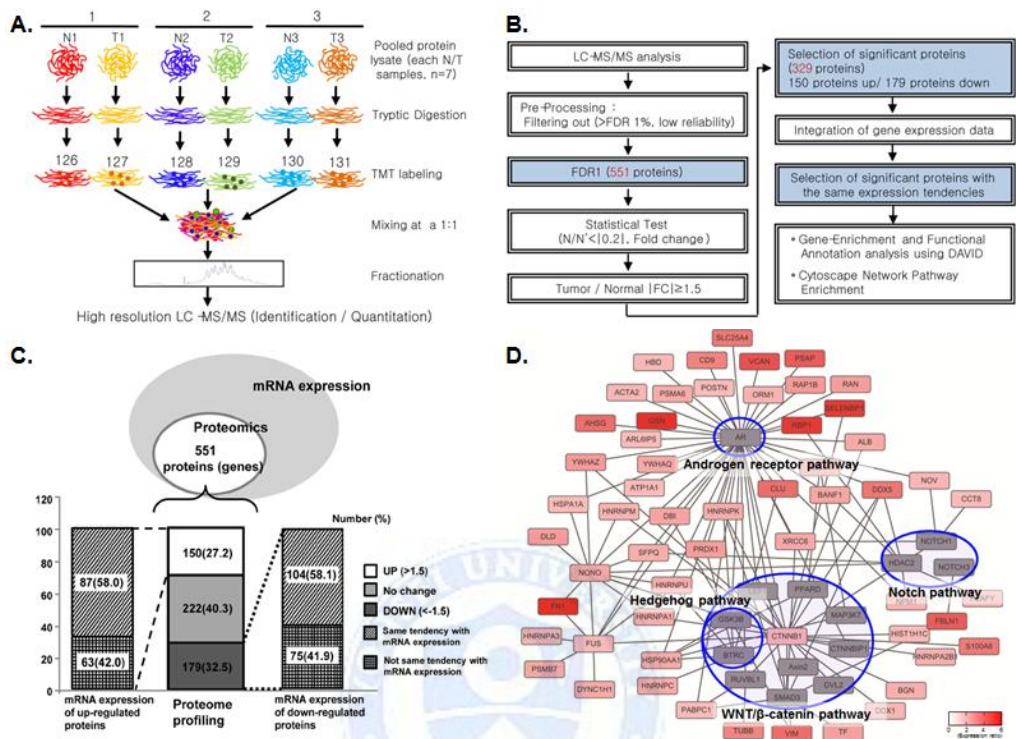 A.
1 2 3
N1 T1 N2 T2 N3 T3
Pooled protein
lysate (each N/T
samples, n=7)
Tryptic Digestion
126 127 128 129 130 131
TMT labeling
Mixing at a 1:1
Fractionation
High resolution LC-MS/MS (Identification / Quantitation)
B.
LC-MS/MS analysis
Pre-Processing :
Filtering out (>FDR 1%, low reliability)
FDR1 (551 proteins)
Statistical Test
(N/N'<|0.2|, Fold change)
Tumor / Normal |FC|≥1.5
Selection of significant proteins
(329 proteins)
150 proteins up/ 179 proteins down
Integration of gene expression data
Selection of significant proteins with
the same expression tendencies
• Gene-Enrichment and Functional
Annotation analysis using DAVID
• Cytoscape Network Pathway
Enrichment
C.
mRNA expression
Proteomics
551
proteins (genes)
Number (%)
100
80
60
40
20
0
87(58.0)
63(42.0)
150(27.2)
222(40.3)
179(32.5)
104(58.1)
75(41.9)
UP (>1.5)
No change
DOWN (<-1.5)
Same tendency with
mRNA expression
Not same tendency with
mRNA expression
mRNA expression
of up-regulated
proteins
Proteome
profiling
mRNA expression
of down-regulated
proteins
D.
SLC25A4
HBD
CD9
VCAN
PSAP
ACTA2
PSMA6
POSTN
ORM1
RAP1B
RAN
SELENBP1
AHSG
GSN
RBP1
ARL6IP5
AR
ALB
Androgen receptor pathway
YWHAZ
YWHAQ
ATP1A1
CLU
BANF1
DDX5
NOV
CCT8
HSPA1A
HNRNPM
DBI
HNRNPK
XRCC6
NOTCH1
DLD
SFPQ
PRDX1
HDAC2
NOTCH3
NONO
HNRNPU
PPARD
Notch pathway
Hedgehog pathway
FN1
HNRNPA1
GSK3B
MAP3K7
FBLN1
HNRNPA3
FUS
CTNNB1
HIST1H1C
S100A8
PSMB7
HSP90AA1
BTRC
CTNNBIP1
HNRNPA2B1
DYNC1H1
HNRNPC
RUVBL1
Axin2
DVL2
SMAD3
BGN
PABPC1
WNT/β-catenin pathway
TUBB
VIM
TF
0 2 4 6